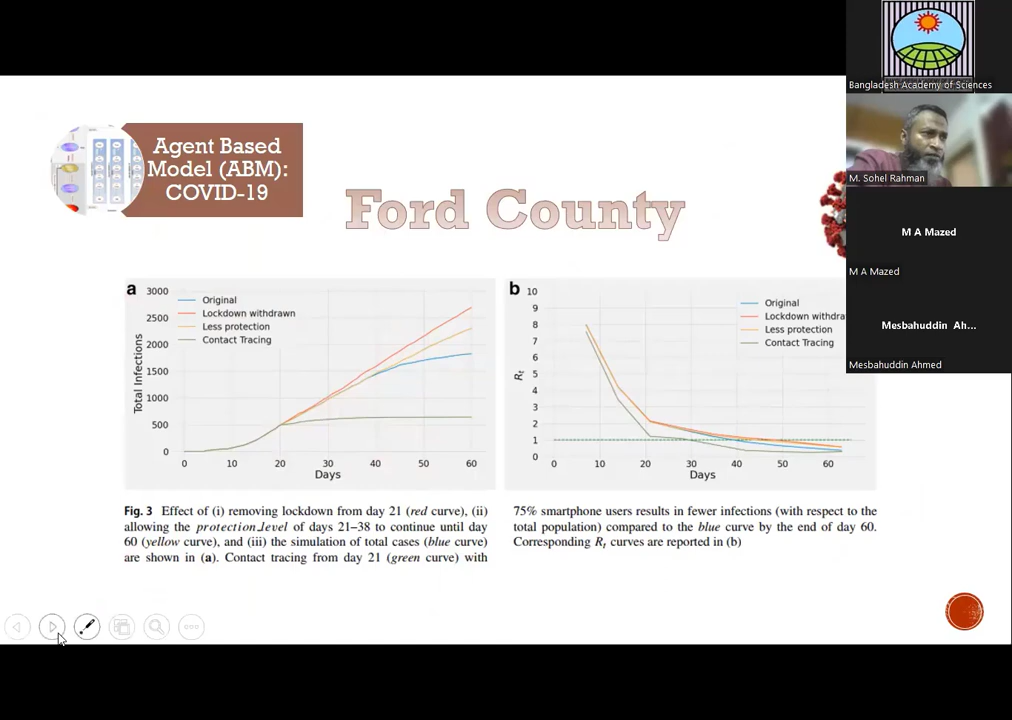 Agent Based
Model (ABM):
COVID-19
Ford County
a
3000
2500
2000
1500
1000
500
0
Total Infections
Original
Lockdown withdrawn
Less protection
Contact Tracing
0 10 20 30 40 50 60
Days
b
10
9
8
7
6
5
4
3
2
1
0
Rt
Original
Lockdown withdra
Less protection
Contact Tracing
0 10 20 30 40 50 60
Days
Fig. 3 Effect of (i) removing lockdown from day 21 (red curve), (ii)
allowing the protection_level of days 21–38 to continue until day
60 (yellow curve), and (iii) the simulation of total cases (blue curve)
are shown in (a). Contact tracing from day 21 (green curve) with
75% smartphone users results in fewer infections (with respect to the
total population) compared to the blue curve by the end of day 60.
Corresponding Rt curves are reported in (b)
Bangladesh Academy of Sciences
M. Sohel Rahman
M A Mazed
M A Mazed
Mesbahuddin Ah...
Mesbahuddin Ahmed